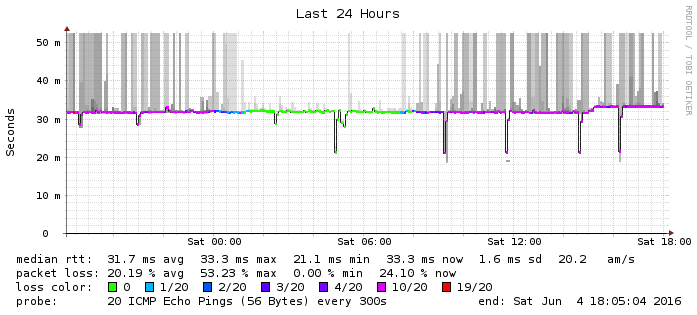 Last 24 Hours
RRDTOOL / TOBI OETIKER
Seconds
50 m
40 m
30 m
20 m
10 m
0
Sat 00:00 Sat 06:00 Sat 12:00 Sat 18:00
median rtt: 31.7 ms avg 33.3 ms max 21.1 ms min 33.3 ms now 1.6 ms sd 20.2 am/s
packet loss: 20.19 % avg 53.23 % max 0.00 % min 24.10 % now
loss color: 0 1/20 2/20 3/20 4/20 10/20 19/20
probe: 20 ICMP Echo Pings (56 Bytes) every 300s end: Sat Jun 4 18:05:04 2016